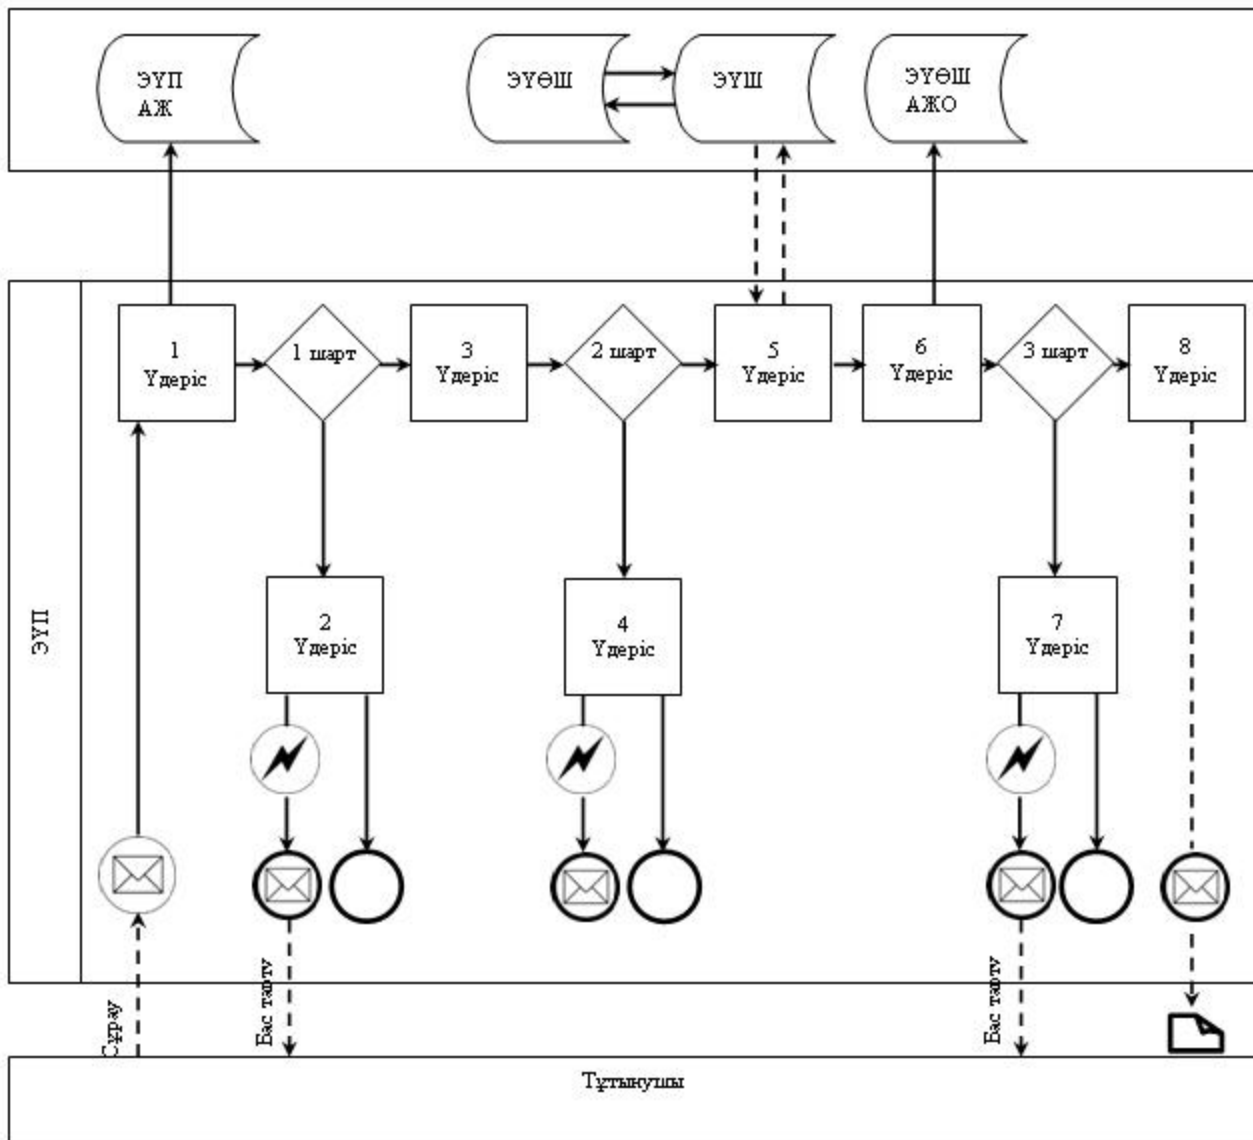 ЭҮП
АЖ
ЭҮӨШ
ЭҮШ
ЭҮӨШ
АЖО
1
Үдеріс
1 шарт
3
Үдеріс
2 шарт
5
Үдеріс
6
Үдеріс
3 шарт
8
Үдеріс
ЭҮП
2
Үдеріс
4
Үдеріс
7
Үдеріс
Сұрау
Бас тарту
Бас тарту
Тұтынушы